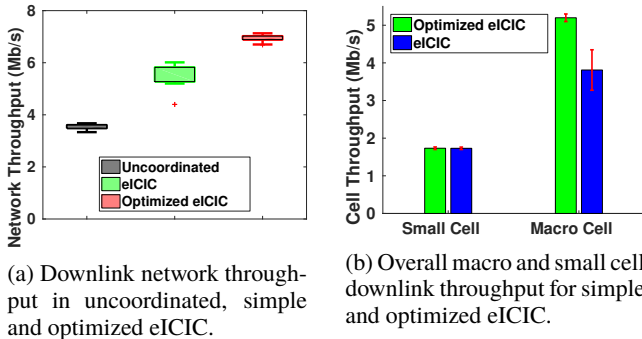 Network Throughput (Mb/s)
8
6
4
2
0
Uncoordinated
eICIC
Optimized eICIC
(a) Downlink network through-
put in uncoordinated, simple
and optimized eICIC.
Cell Throughput (Mb/s)
5
4
3
2
1
0
Optimized eICIC
eICIC
Small Cell
Macro Cell
(b) Overall macro and small cell
downlink throughput for simple
and optimized eICIC.